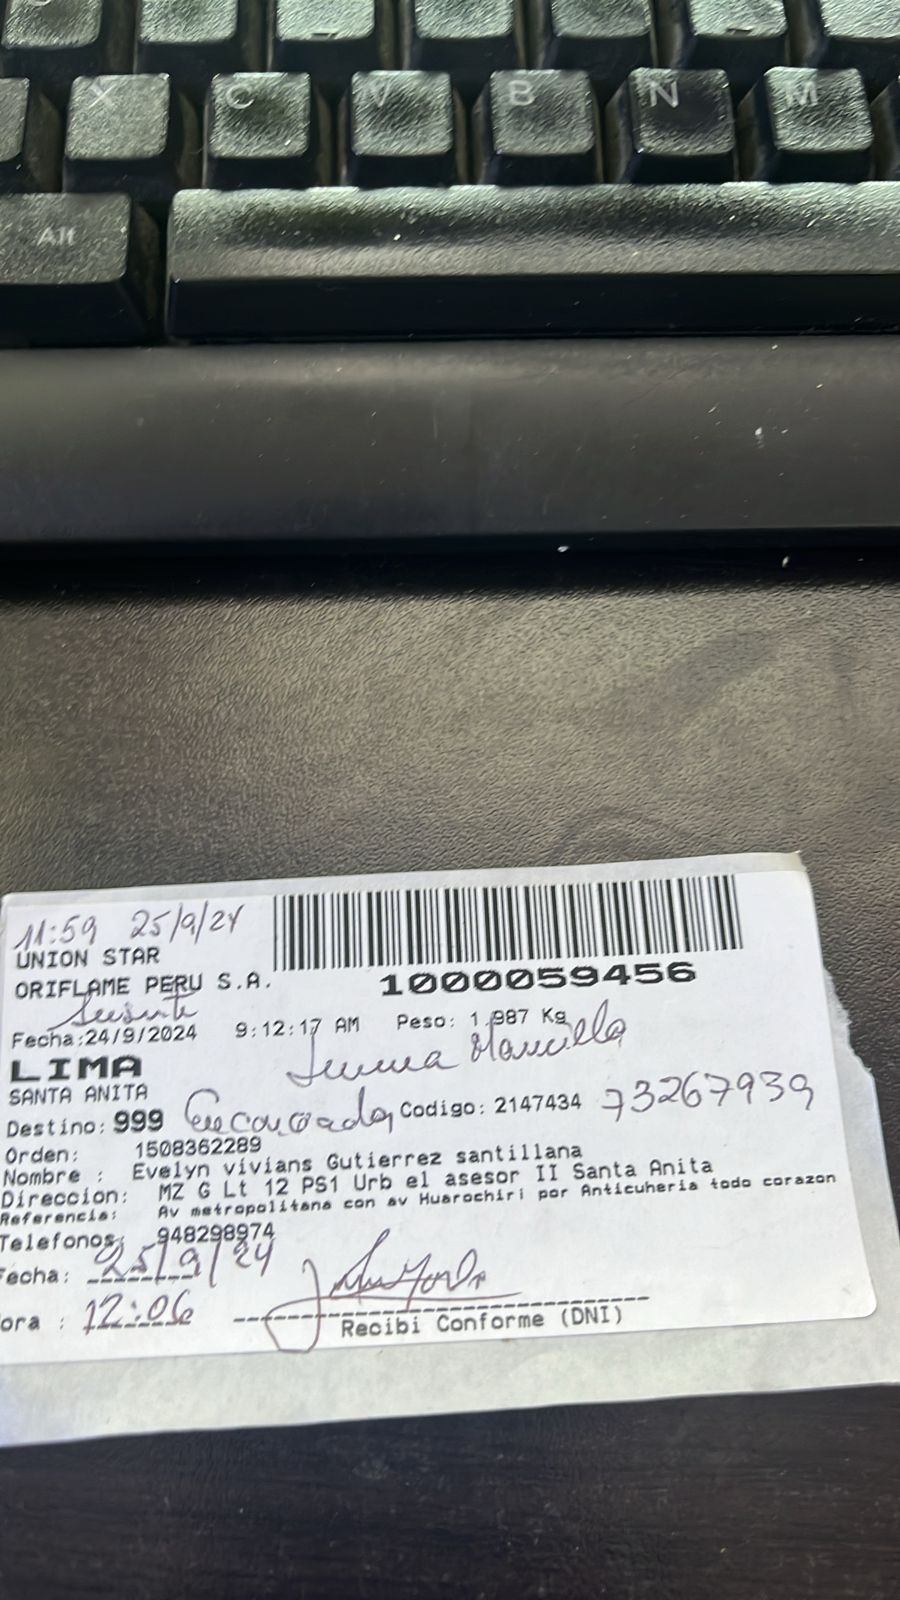 X C V B N M
Alt
11:59 25/9/24
UNION STAR
ORIFLAME PERU S.A.
1000059456
Fecha:24/9/2024 9:12:17 AM Peso: 1.987 Kg
LIMA
SANTA ANITA
Destino: 999 Codigo: 2147434 73267939
Orden: 1508362289
Nombre : Evelyn vivians Gutierrez santillana
Direccion: MZ G Lt 12 PS1 Urb el asesor II Santa Anita
Referencia: Av metropolitana con av Huarochiri por Anticuheria todo corazon
Telefonos: 948298974
Fecha: 25/9/24
ora : 12:06
Recibi Conforme (DNI)